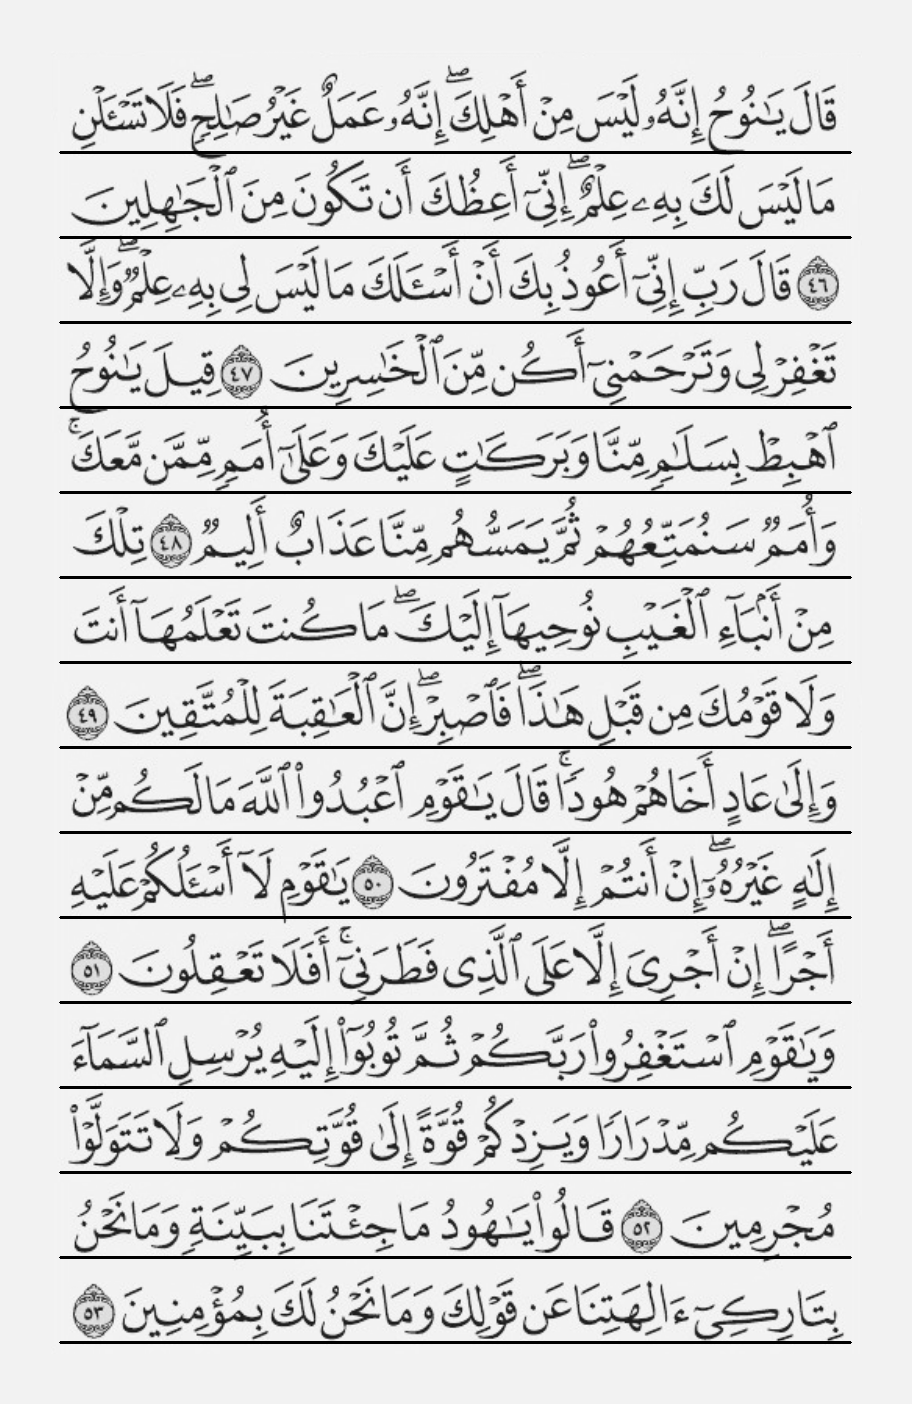 قَالَ يَـٰنُوحُ إِنَّهُۥ لَيْسَ مِنْ أَهْلِكَ ۖ إِنَّهُۥ عَمَلٌ غَيْرُ صَـٰلِحٍ ۖ فَلَا تَسْـَٔلْنِ
مَا لَيْسَ لَكَ بِهِۦ عِلْمٌ ۖ إِنِّىٓ أَعِظُكَ أَن تَكُونَ مِنَ ٱلْجَـٰهِلِينَ
٤٦ قَالَ رَبِّ إِنِّىٓ أَعُوذُ بِكَ أَنْ أَسْـَٔلَكَ مَا لَيْسَ لِى بِهِۦ عِلْمٌ ۖ وَإِلَّا
تَغْفِرْ لِى وَتَرْحَمْنِىٓ أَكُن مِّنَ ٱلْخَـٰسِرِينَ ٤٧ قِيلَ يَـٰنُوحُ
ٱهْبِطْ بِسَلَـٰمٍ مِّنَّا وَبَرَكَـٰتٍ عَلَيْكَ وَعَلَىٰٓ أُمَمٍ مِّمَّن مَّعَكَ ۚ
وَأُمَمٌ سَنُمَتِّعُهُمْ ثُمَّ يَمَسُّهُم مِّنَّا عَذَابٌ أَلِيمٌ ٤٨ تِلْكَ
مِنْ أَنۢبَآءِ ٱلْغَيْبِ نُوحِيهَآ إِلَيْكَ ۖ مَا كُنتَ تَعْلَمُهَآ أَنتَ
وَلَا قَوْمُكَ مِن قَبْلِ هَـٰذَا ۖ فَٱصْبِرْ ۖ إِنَّ ٱلْعَـٰقِبَةَ لِلْمُتَّقِينَ ٤٩
وَإِلَىٰ عَادٍ أَخَاهُمْ هُودًا ۚ قَالَ يَـٰقَوْمِ ٱعْبُدُوا۟ ٱللَّهَ مَا لَكُم مِّنْ
إِلَـٰهٍ غَيْرُهُۥٓ ۖ إِنْ أَنتُمْ إِلَّا مُفْتَرُونَ ٥٠ يَـٰقَوْمِ لَآ أَسْـَٔلُكُمْ عَلَيْهِ
أَجْرًا ۖ إِنْ أَجْرِىَ إِلَّا عَلَى ٱلَّذِى فَطَرَنِىٓ ۚ أَفَلَا تَعْقِلُونَ ٥١
وَيَـٰقَوْمِ ٱسْتَغْفِرُوا۟ رَبَّكُمْ ثُمَّ تُوبُوٓا۟ إِلَيْهِ يُرْسِلِ ٱلسَّمَآءَ
عَلَيْكُم مِّدْرَارًا وَيَزِدْكُمْ قُوَّةً إِلَىٰ قُوَّتِكُمْ وَلَا تَتَوَلَّوْا۟
مُجْرِمِينَ ٥٢ قَالُوا۟ يَـٰهُودُ مَا جِئْتَنَا بِبَيِّنَةٍ وَمَا نَحْنُ
بِتَارِكِىٓ ءَالِهَتِنَا عَن قَوْلِكَ وَمَا نَحْنُ لَكَ بِمُؤْمِنِينَ ٥٣